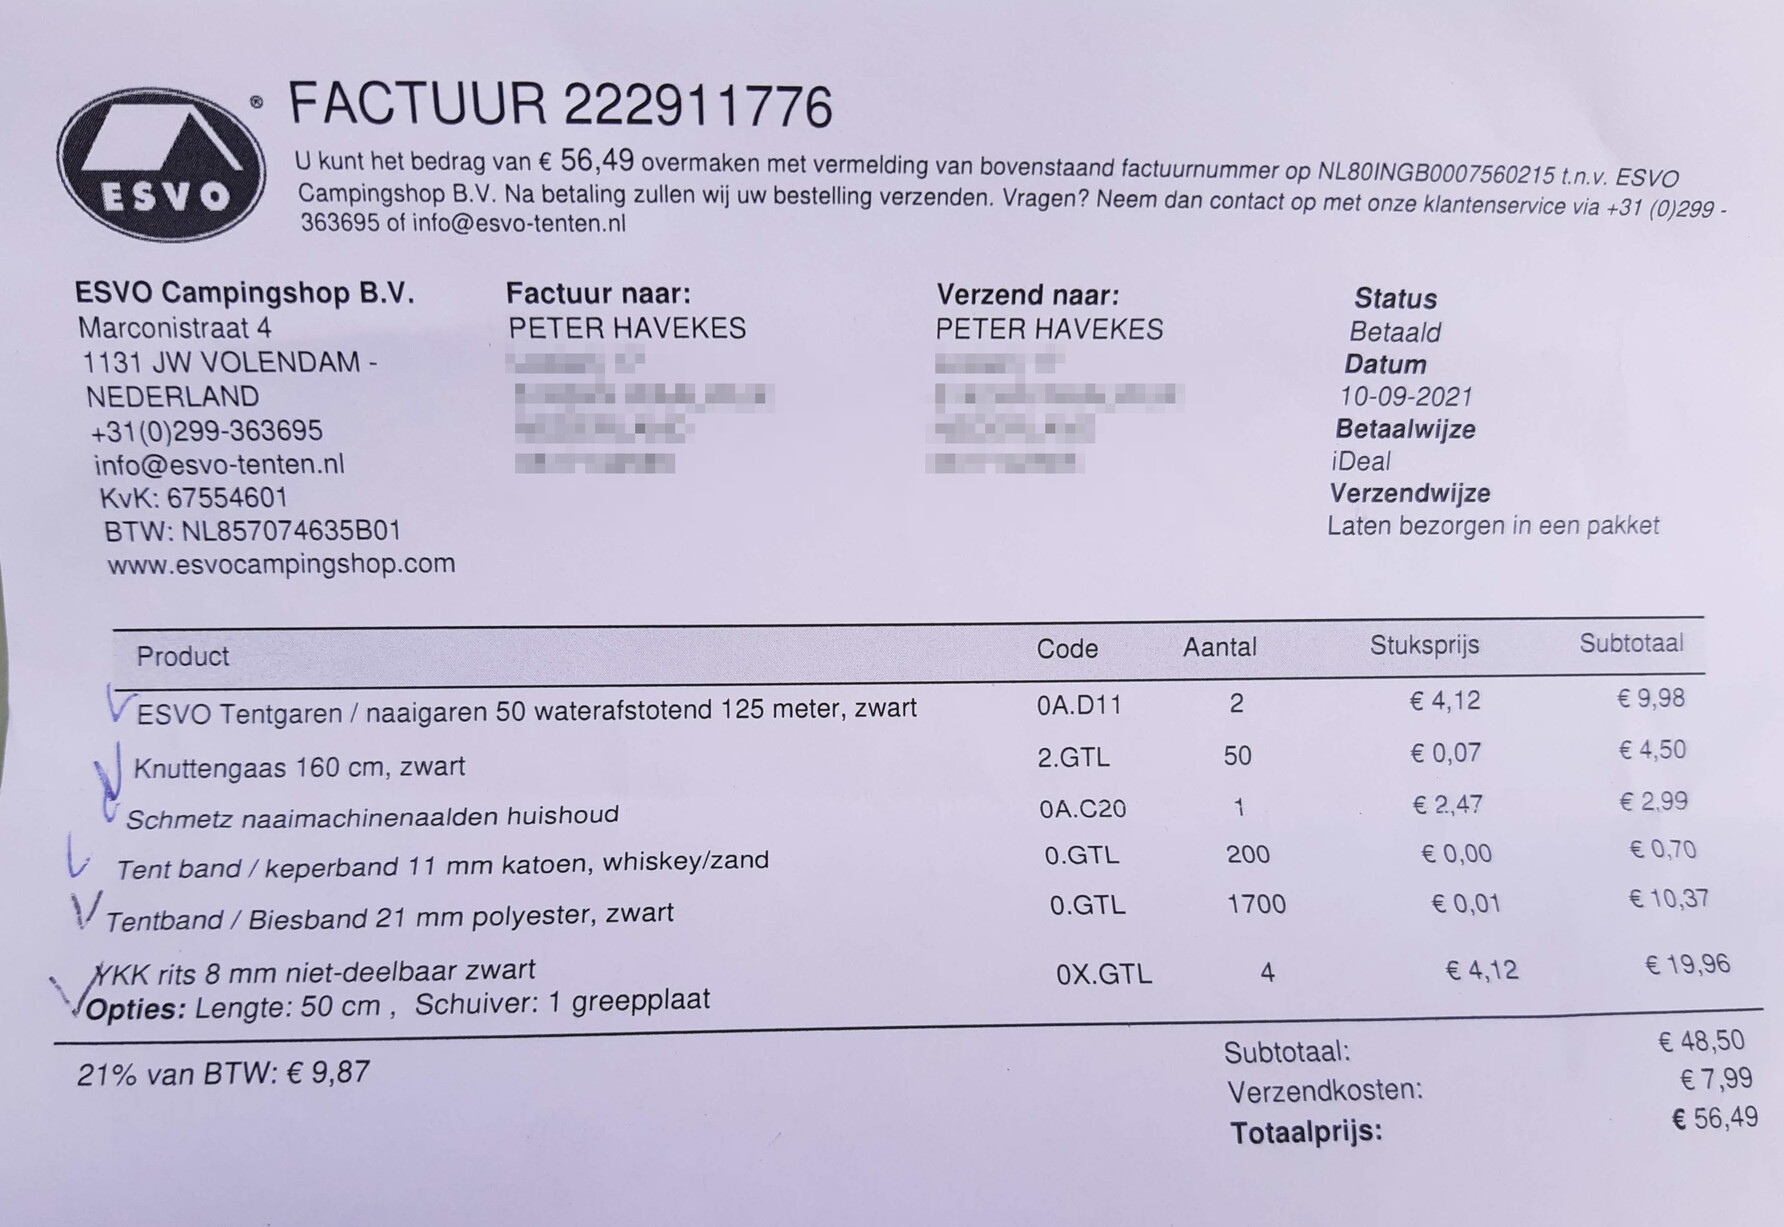 ESVO ®
FACTUUR 222911776
U kunt het bedrag van € 56,49 overmaken met vermelding van bovenstaand factuurnummer op NL80INGB0007560215 t.n.v. ESVO
Campingshop B.V. Na betaling zullen wij uw bestelling verzenden. Vragen? Neem dan contact op met onze klantenservice via +31 (0)299 -
363695 of info@esvo-tenten.nl
ESVO Campingshop B.V.
Marconistraat 4
1131 JW VOLENDAM -
NEDERLAND
+31(0)299-363695
info@esvo-tenten.nl
KvK: 67554601
BTW: NL857074635B01
www.esvocampingshop.com
Factuur naar:
PETER HAVEKES
Verzend naar:
PETER HAVEKES
Status
Betaald
Datum
10-09-2021
Betaalwijze
iDeal
Verzendwijze
Laten bezorgen in een pakket
Product Code Aantal Stuksprijs Subtotaal
ESVO Tentgaren / naaigaren 50 waterafstotend 125 meter, zwart 0A.D11 2 € 4,12 € 9,98
Knuttengaas 160 cm, zwart 2.GTL 50 € 0,07 € 4,50
Schmetz naaimachinenaalden huishoud 0A.C20 1 € 2,47 € 2,99
Tent band / keperband 11 mm katoen, whiskey/zand 0.GTL 200 € 0,00 € 0,70
Tentband / Biesband 21 mm polyester, zwart 0.GTL 1700 € 0,01 € 10,37
YKK rits 8 mm niet-deelbaar zwart 0X.GTL 4 € 4,12 € 19,96
Opties: Lengte: 50 cm , Schuiver: 1 greepplaat
21% van BTW: € 9,87
Subtotaal: € 48,50
Verzendkosten: € 7,99
Totaalprijs: € 56,49